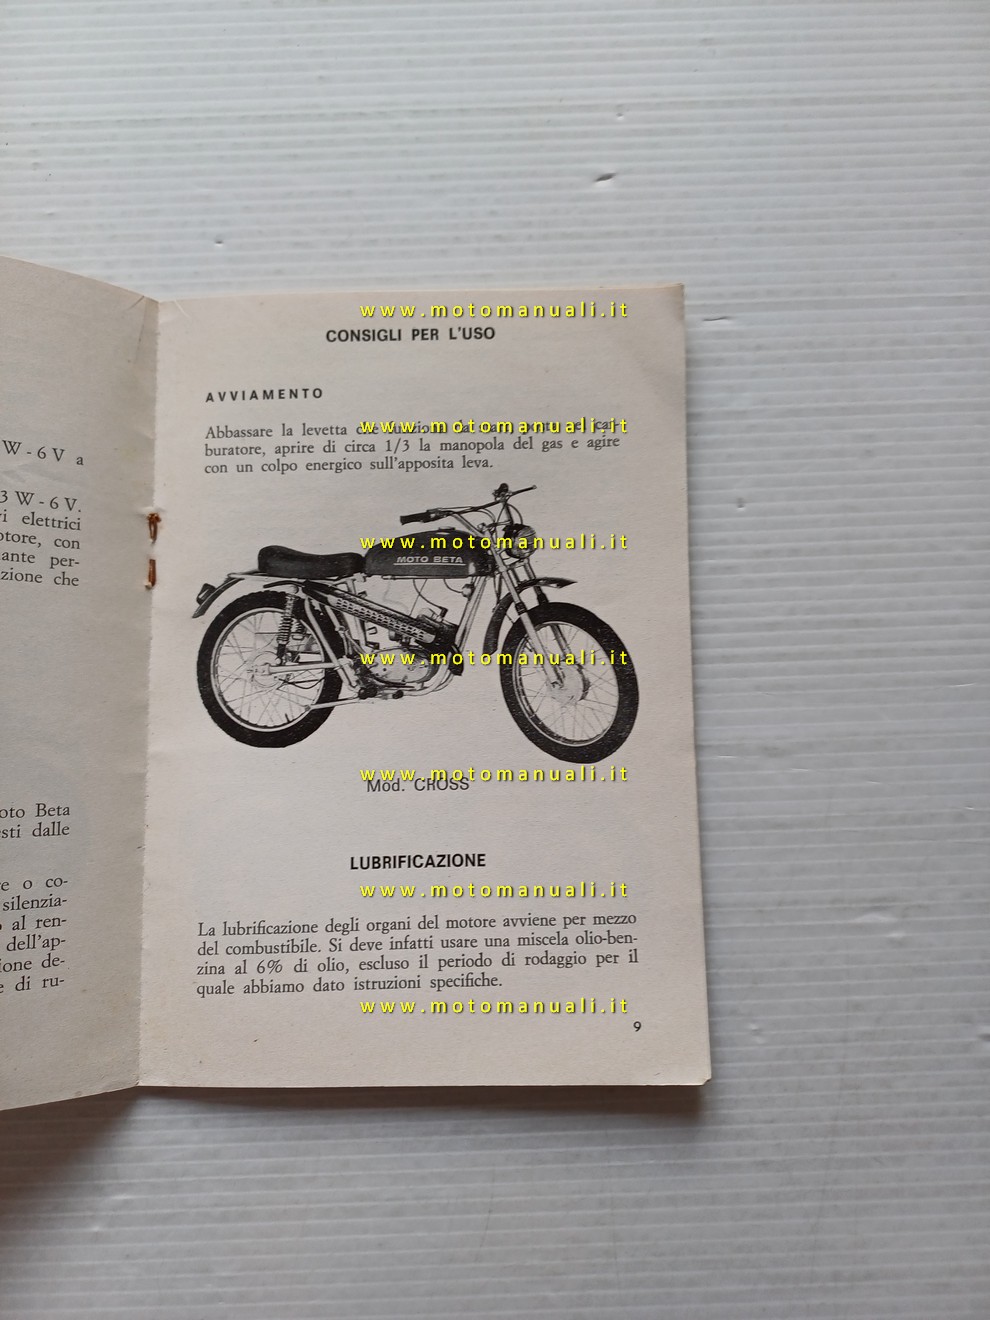 W - 6 V a
3 W - 6 V.
vi elettrici
otore, con
ante per-
zione che
oto Beta
esti dalle
re o co-
silenzia-
o al ren-
dell'ap-
ione de-
e di ru-
www.motomanuali.it
CONSIGLI PER L'USO
AVVIAMENTO
Abbassare la levetta
www.motomanuali.it
buratore, aprire di circa 1/3 la manopola del gas e agire
con un colpo energico sull'apposita leva.
www.motomanuali.it
MOTO BETA
www.motomanuali.it
www.motomanuali.it
Mod. CROSS
LUBRIFICAZIONE
www.motomanuali.it
La lubrificazione degli organi del motore avviene per mezzo
del combustibile. Si deve infatti usare una miscela olio-ben-
zina al 6% di olio, escluso il periodo di rodaggio per il
quale abbiamo dato istruzioni specifiche.
www.motomanuali.it
9